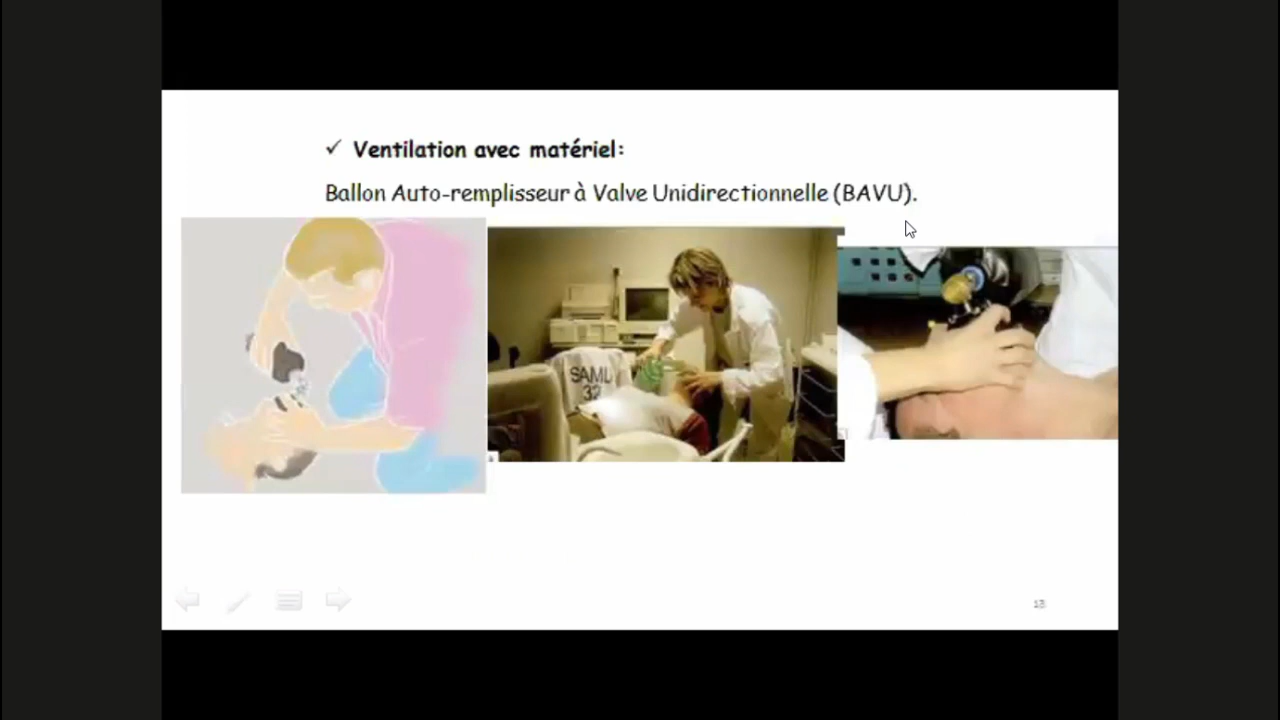 ✓ Ventilation avec matériel:
Ballon Auto-remplisseur à Valve Unidirectionnelle (BAVU).
SAMU
32